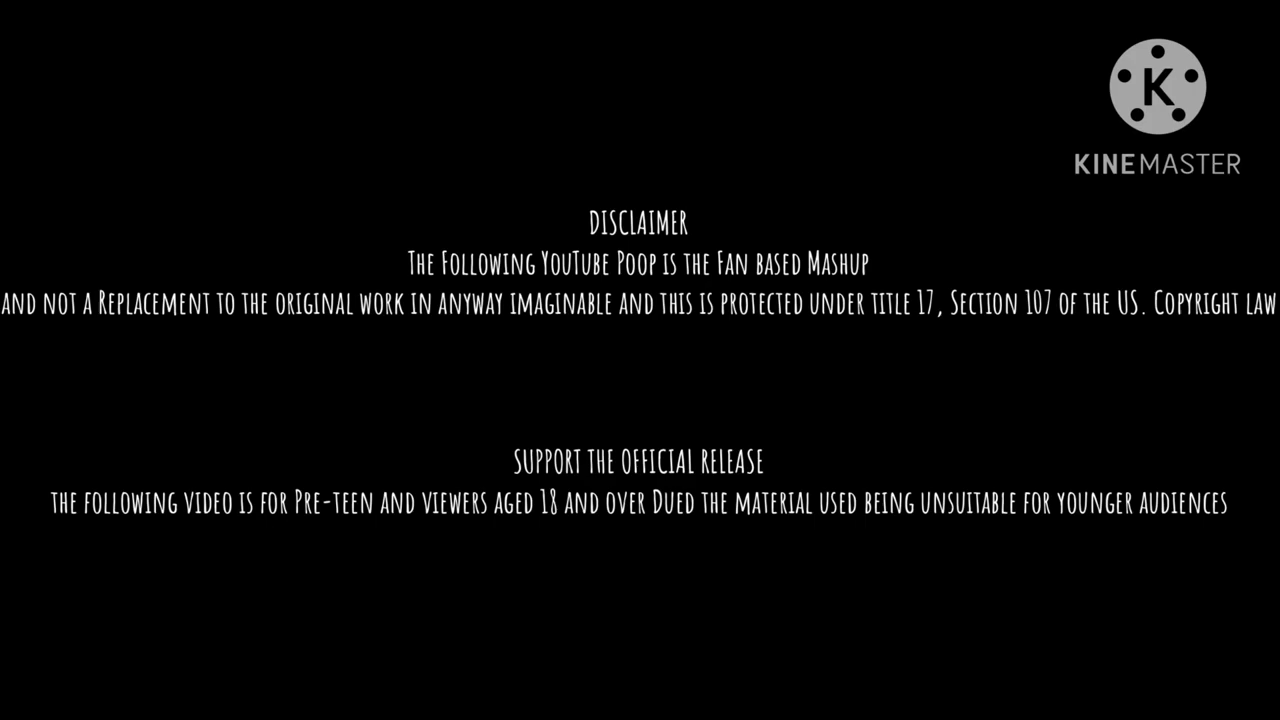 K
KINEMASTER
DISCLAIMER
The Following YouTube Poop is the Fan based Mashup
and not a Replacement to the original work in anyway imaginable and this is protected under title 17, Section 107 of the US. Copyright law
SUPPORT THE OFFICIAL RELEASE
the following video is for Pre-teen and viewers aged 18 and over Dued the material used being unsuitable for younger audiences